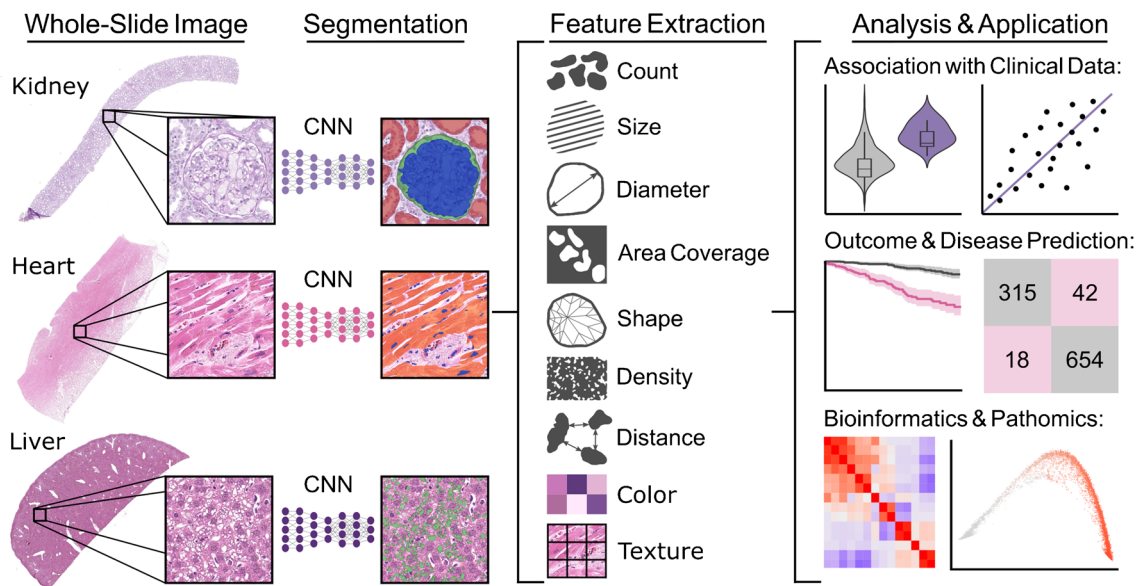 Whole-Slide Image
Segmentation
Feature Extraction
Analysis & Application
Kidney
CNN
Heart
CNN
Liver
CNN
Count
Size
Diameter
Area Coverage
Shape
Density
Distance
Color
Texture
Association with Clinical Data:
Outcome & Disease Prediction:
315 42
18 654
Bioinformatics & Pathomics: